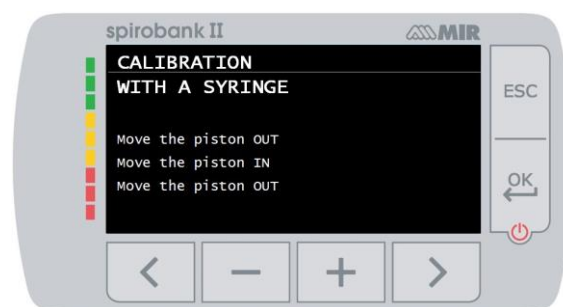 spirobank II
MIR
CALIBRATION
WITH A SYRINGE
ESC
Move the piston OUT
Move the piston IN
Move the piston OUT
OK